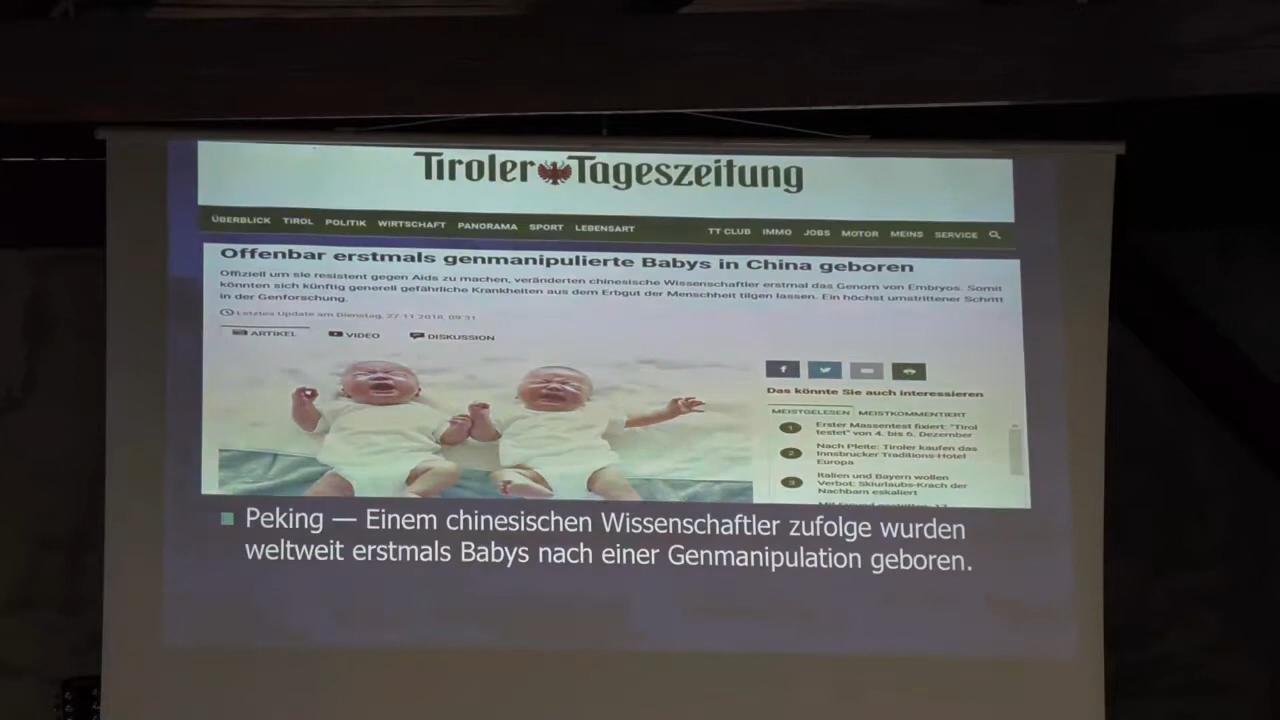 Tiroler Tageszeitung
ÜBERBLICK TIROL POLITIK WIRTSCHAFT PANORAMA SPORT LEBENSART TT CLUB IMMO JOBS MOTOR MEINS SERVICE
Offenbar erstmals genmanipulierte Babys in China geboren
Offiziell um sie resistent gegen Aids zu machen, veränderten chinesische Wissenschaftler erstmal das Genom von Embryos. Somit
könnten sich künftig generell gefährliche Krankheiten aus dem Erbgut der Menschheit tilgen lassen. Ein höchst umstrittener Schritt
in der Genforschung.
Letztes Update am Dienstag, 27.11.2018, 09:31
ARTIKEL VIDEO DISKUSSION
Das könnte Sie auch interessieren
MEISTGELESEN MEISTKOMMENTIERT
1 Erster Massentest fixiert: "Tirol
testet" von 4. bis 6. Dezember
2 Nach Pleite: Tiroler kaufen das
Innsbrucker Traditions-Hotel
Europa
3 Italien und Bayern wollen
Verbot: Skiurlaubs-Krach der
Nachbarn eskaliert
Peking — Einem chinesischen Wissenschaftler zufolge wurden
weltweit erstmals Babys nach einer Genmanipulation geboren.